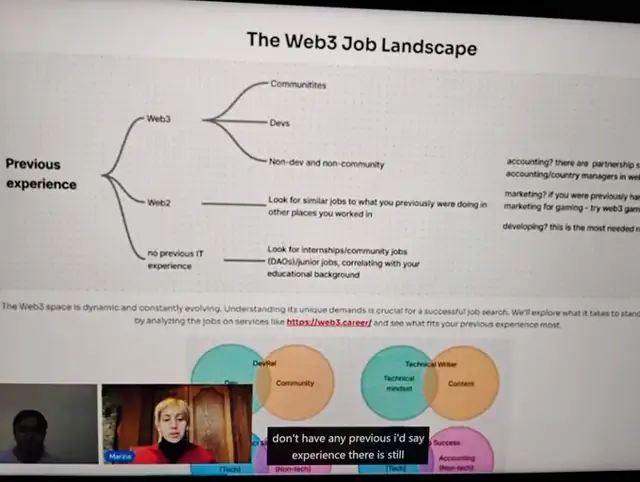 The Web3 Job Landscape
Communitites
Web3
Devs
Previous
experience
Non-dev and non-community
accounting? there are partnership s
accounting/country managers in web
marketing? if you were previously han
marketing for gaming - try web3 gam
developing? this is the most needed r
Web2
Look for similar jobs to what you previously were doing in
other places you worked in
no previous IT
experience
Look for internships/community jobs
(DAOs)/junior jobs, correlating with your
educational background
The Web3 space is dynamic and constantly evolving. Understanding its unique demands is crucial for a successful job search. We'll explore what it takes to stand
by analyzing the jobs on services like https://web3.career/ and see what fits your previous experience most.
DevRel
Community
Technical Writer
Technical
mindset
Content
Success
Accounting
(Tech)
(Non-tech)
(Tech)
(Non-tech)
Marina
don't have any previous i'd say
experience there is still